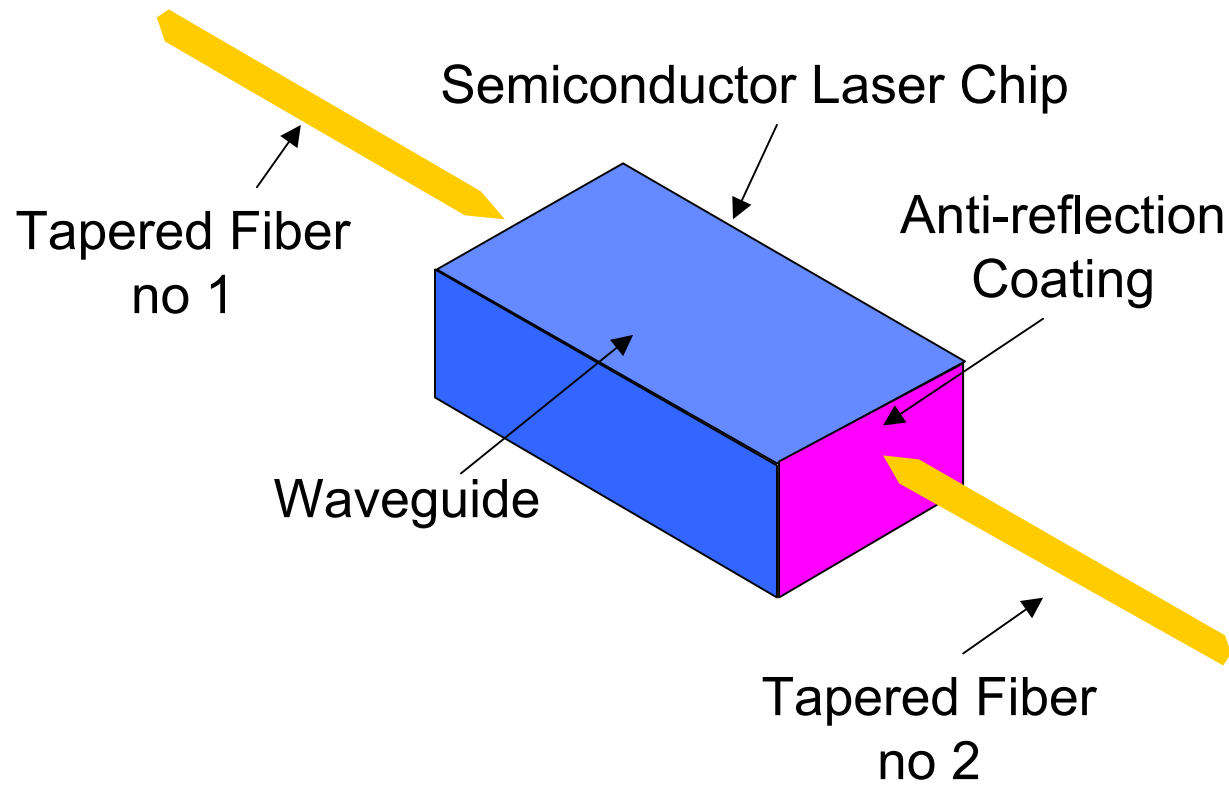 Semiconductor Laser Chip
Tapered Fiber
no 1
Anti-reflection
Coating
Waveguide
Tapered Fiber
no 2